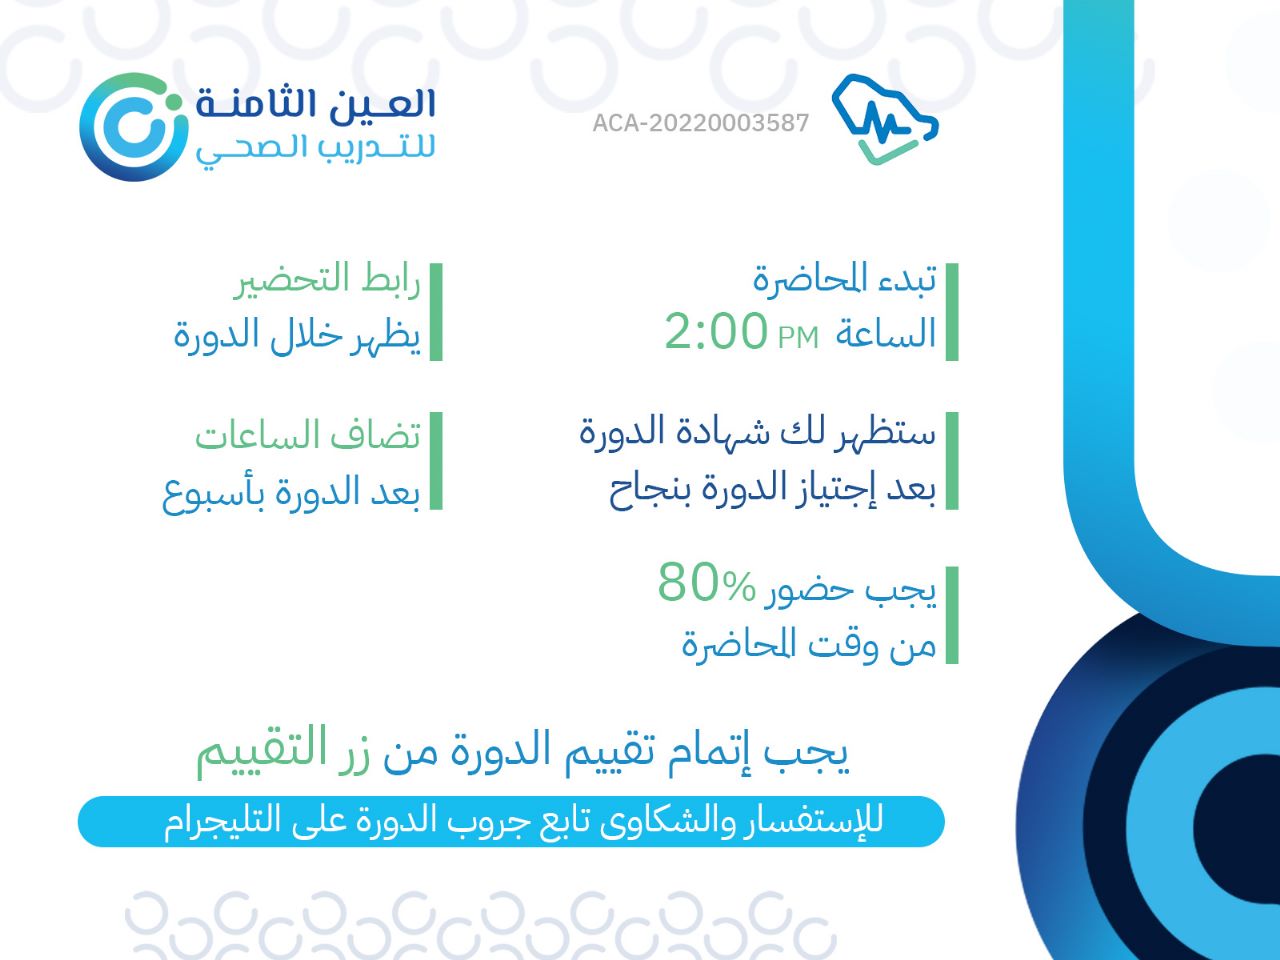 العين الثامنة
للتدريب الصحي
ACA-20220003587
تبدء المحاضرة
الساعة 2:00 PM
رابط التحضير
يظهر خلال الدورة
ستظهر لك شهادة الدورة
بعد إجتياز الدورة بنجاح
تضاف الساعات
بعد الدورة بأسبوع
يجب حضور 80%
من وقت المحاضرة
يجب إتمام تقييم الدورة من زر التقييم
للإستفسار والشكاوى تابع جروب الدورة على التليجرام